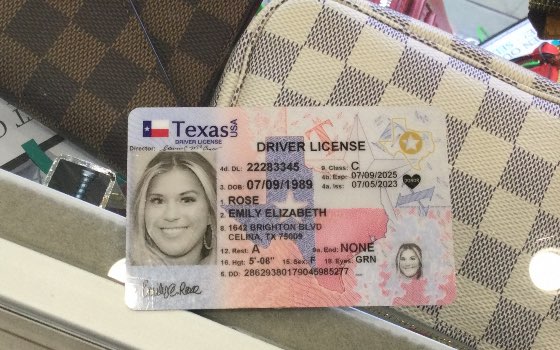 Texas USA
DRIVER LICENSE
Director:
DRIVER LICENSE
4d. DL: 22283345 9. Class: C
4b. Exp: 07/09/2025
3. DOB: 07/09/1989 4a. Iss: 07/05/2023
DONOR
1. ROSE
2. EMILY ELIZABETH
8. 1642 BRIGHTON BLVD
CELINA, TX 75009
12. Rest: A 9a. End: NONE
16. Hgt: 5'-08" 15. Sex: F 18. Eyes: GRN
5. DD: 28629380179045985277
Emily E. Rose